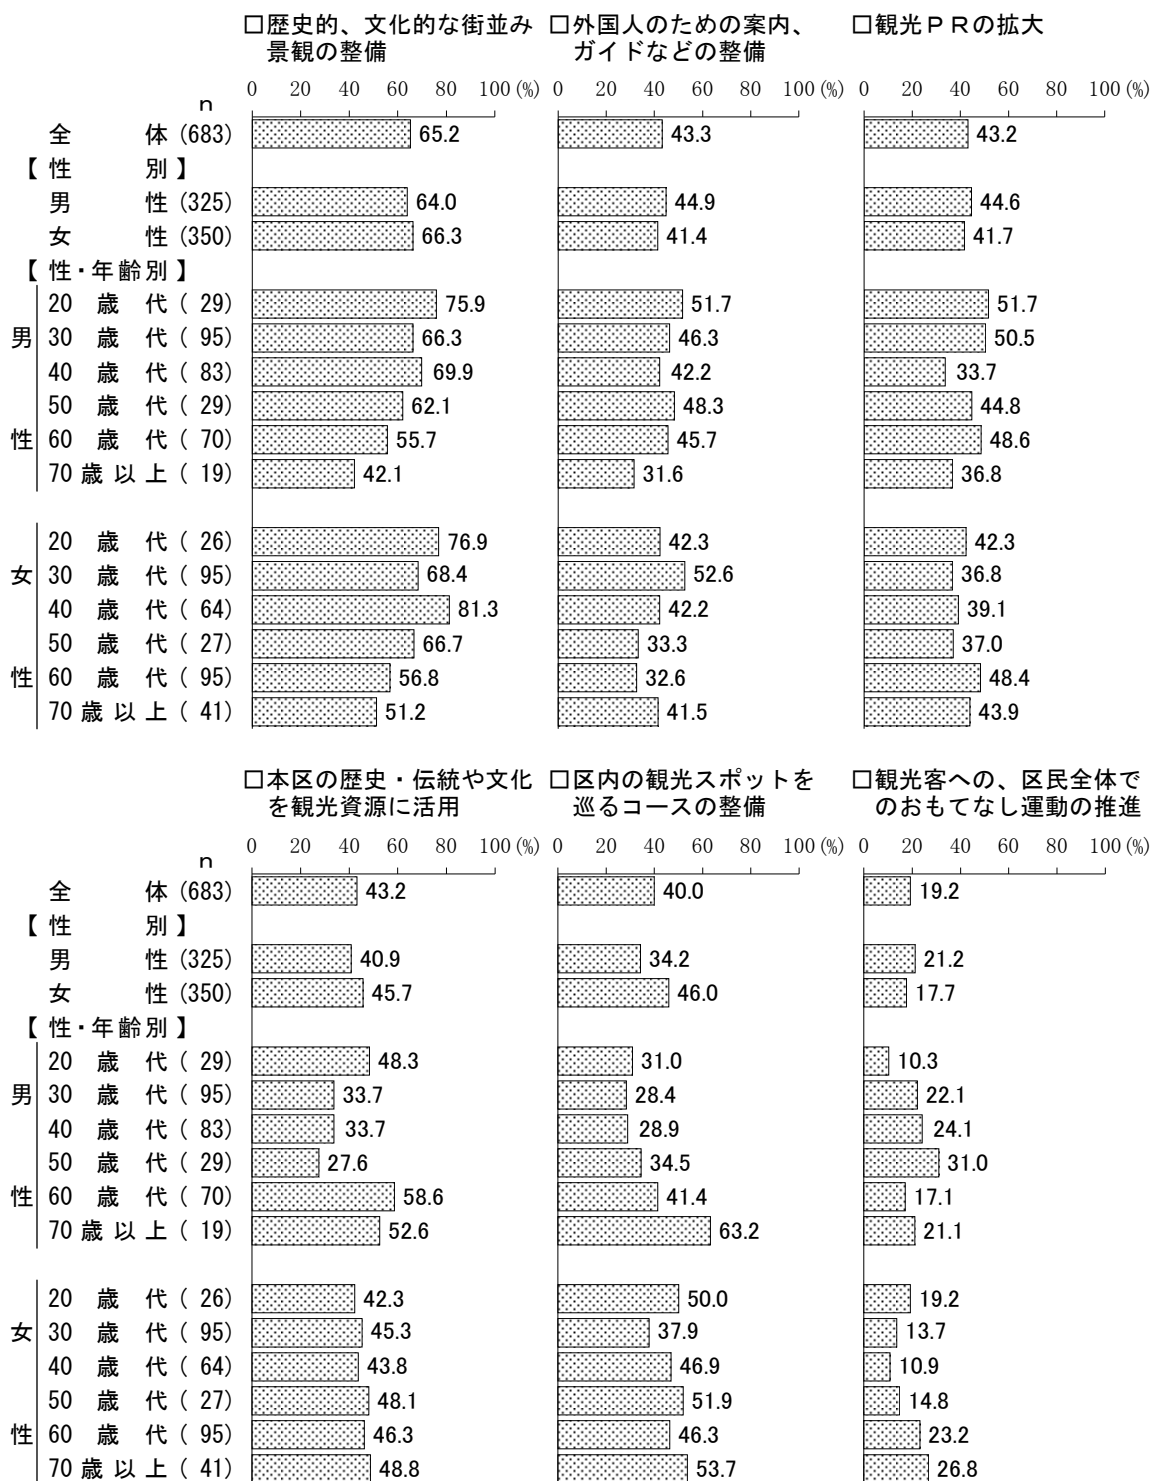 □歴史的、文化的な街並み □外国人のための案内、 □観光ＰＲの拡大
景観の整備 ガイドなどの整備
n 0 20 40 60 80 100(%) 0 20 40 60 80 100(%) 0 20 40 60 80 100(%)
全 体(683) 65.2 43.3 43.2
【性 別】
男 性(325) 64.0 44.9 44.6
女 性(350) 66.3 41.4 41.7
【性・年齢別】
20 歳 代( 29) 75.9 51.7 51.7
男 30 歳 代( 95) 66.3 46.3 50.5
40 歳 代( 83) 69.9 42.2 33.7
50 歳 代( 29) 62.1 48.3 44.8
性 60 歳 代( 70) 55.7 45.7 48.6
70歳以上( 19) 42.1 31.6 36.8
20 歳 代( 26) 76.9 42.3 42.3
女 30 歳 代( 95) 68.4 52.6 36.8
40 歳 代( 64) 81.3 42.2 39.1
50 歳 代( 27) 66.7 33.3 37.0
性 60 歳 代( 95) 56.8 32.6 48.4
70歳以上( 41) 51.2 41.5 43.9
□本区の歴史・伝統や文化 □区内の観光スポットを □観光客への、区民全体で
を観光資源に活用 巡るコースの整備 のおもてなし運動の推進
n 0 20 40 60 80 100(%) 0 20 40 60 80 100(%) 0 20 40 60 80 100(%)
全 体(683) 43.2 40.0 19.2
【性 別】
男 性(325) 40.9 34.2 21.2
女 性(350) 45.7 46.0 17.7
【性・年齢別】
20 歳 代( 29) 48.3 31.0 10.3
男 30 歳 代( 95) 33.7 28.4 22.1
40 歳 代( 83) 33.7 28.9 24.1
50 歳 代( 29) 27.6 34.5 31.0
性 60 歳 代( 70) 58.6 41.4 17.1
70歳以上( 19) 52.6 63.2 21.1
20 歳 代( 26) 42.3 50.0 19.2
女 30 歳 代( 95) 45.3 37.9 13.7
40 歳 代( 64) 43.8 46.9 10.9
50 歳 代( 27) 48.1 51.9 14.8
性 60 歳 代( 95) 46.3 46.3 23.2
70歳以上( 41) 48.8 53.7 26.8